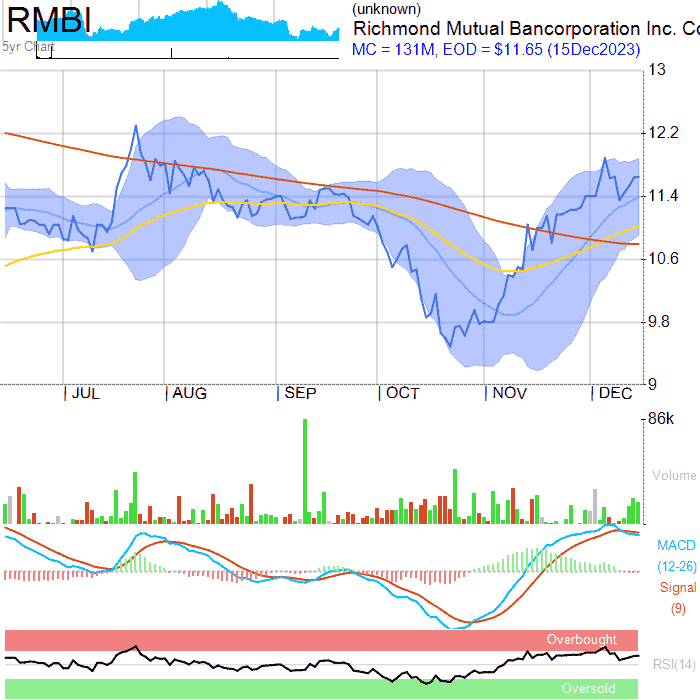 RMBI
5yr Chart
(unknown)
Richmond Mutual Bancorporation Inc. Co
MC = 131M, EOD = $11.65 (15Dec2023)
13
12.2
11.4
10.6
9.8
9
JUL AUG SEP OCT NOV DEC
86k
Volume
MACD
(12-26)
Signal
(9)
Overbought
RSI(14)
Oversold